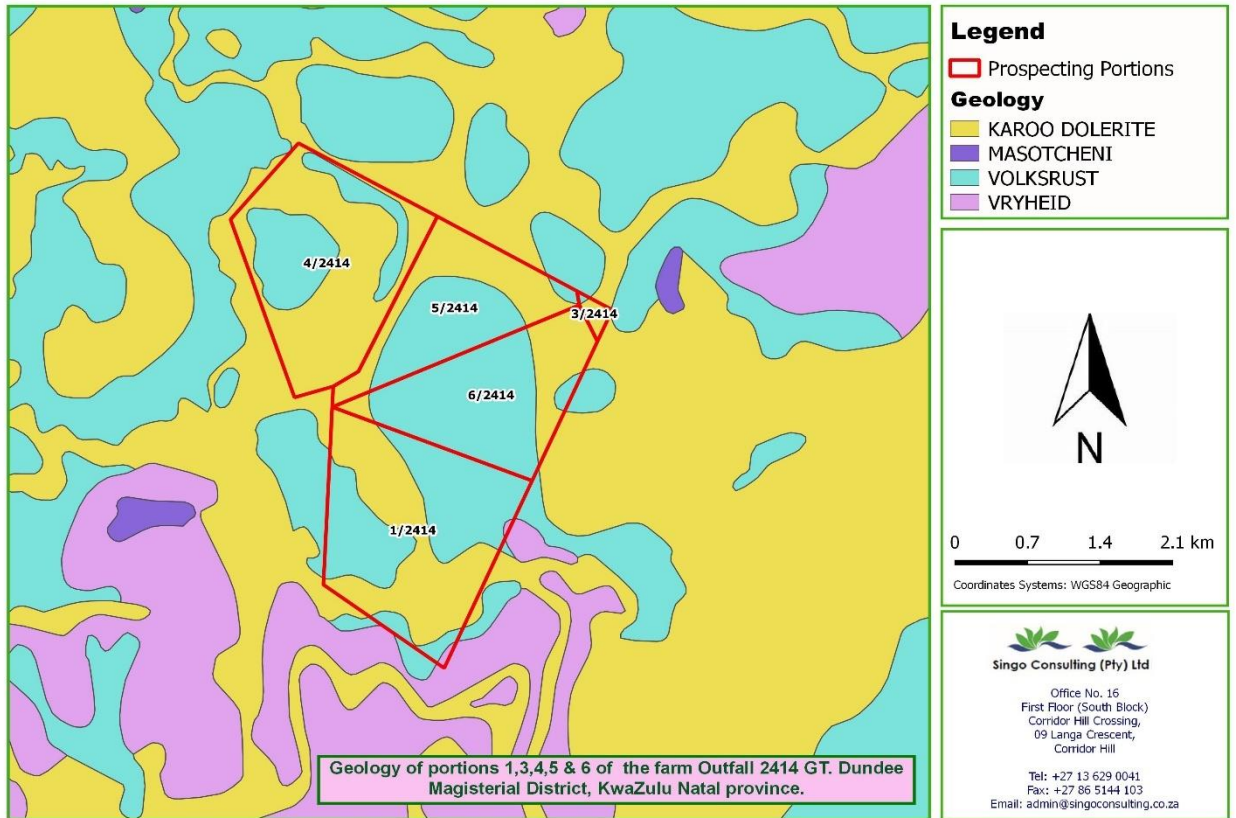 4/2414
5/2414
3/2414
6/2414
1/2414
Geology of portions 1,3,4,5 & 6 of the farm Outfall 2414 GT. Dundee
Magisterial District, KwaZulu Natal province.
Legend
Prospecting Portions
Geology
KAROO DOLERITE
MASOTCHENI
VOLKSRUST
VRYHEID
N
0 0.7 1.4 2.1 km
Coordinates Systems: WGS84 Geographic
Singo Consulting (Pty) Ltd
Office No. 16
First Floor (South Block)
Corridor Hill Crossing,
09 Langa Crescent,
Corridor Hill
Tel: +27 13 629 0041
Fax: +27 86 5144 103
Email: admin@singoconsulting.co.za